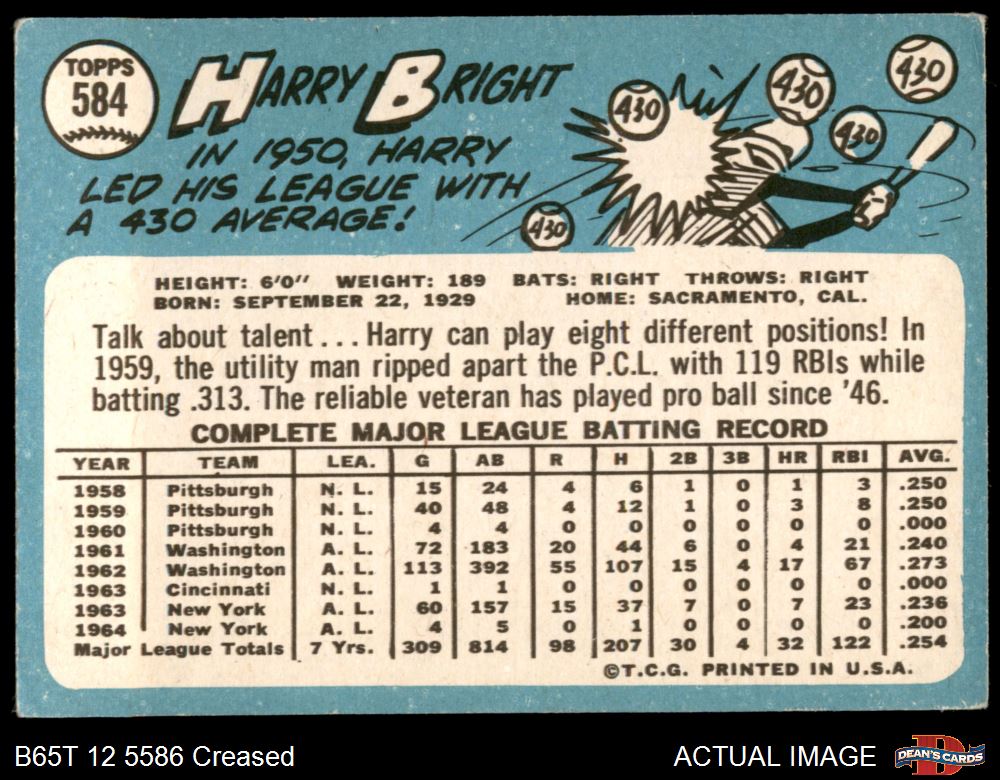 TOPPS
584
HARRY BRIGHT
IN 1950, HARRY
LED HIS LEAGUE WITH
A 430 AVERAGE!
430
430
430
430
430
HEIGHT: 6'0" WEIGHT: 189 BATS: RIGHT THROWS: RIGHT
BORN: SEPTEMBER 22, 1929 HOME: SACRAMENTO, CAL.
Talk about talent... Harry can play eight different positions! In
1959, the utility man ripped apart the P.C.L. with 119 RBIs while
batting .313. The reliable veteran has played pro ball since '46.
COMPLETE MAJOR LEAGUE BATTING RECORD
YEAR TEAM LEA. G AB R H 2B 3B HR RBI AVG.
1958 Pittsburgh N. L. 15 24 4 6 1 0 1 3 .250
1959 Pittsburgh N. L. 40 48 4 12 1 0 3 8 .250
1960 Pittsburgh N. L. 4 4 0 0 0 0 0 0 .000
1961 Washington A. L. 72 183 20 44 6 0 4 21 .240
1962 Washington A. L. 113 392 55 107 15 4 17 67 .273
1963 Cincinnati N. L. 1 1 0 0 0 0 0 0 .000
1963 New York A. L. 60 157 15 37 7 0 7 23 .236
1964 New York A. L. 4 5 0 1 0 0 0 0 .200
Major League Totals 7 Yrs. 309 814 98 207 30 4 32 122 .254
©T.C.G. PRINTED IN U.S.A.
B65T 12 5586 Creased
ACTUAL IMAGE
D
DEAN'S CARDS